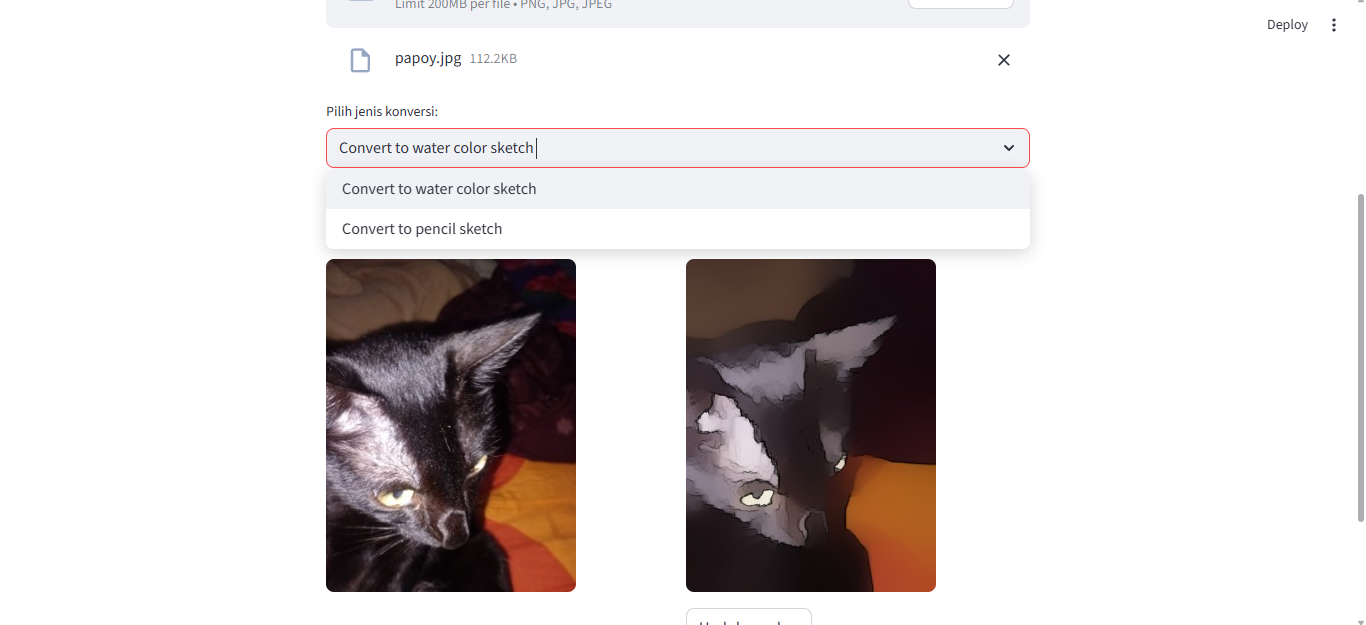 Limit 200MB per file • PNG, JPG, JPEG
Deploy
papoy.jpg 112.2KB
Pilih jenis konversi:
Convert to water color sketch
Convert to water color sketch
Convert to pencil sketch